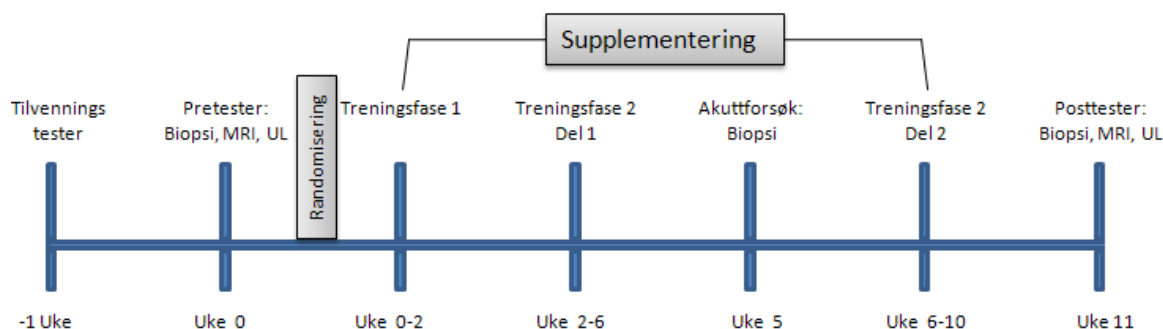 Supplementering
Tilvennings
tester
Pretester:
Biopsi, MRI, UL
Randomisering
Treningsfase 1
Treningsfase 2
Del 1
Akuttforsøk:
Biopsi
Treningsfase 2
Del 2
Posttester:
Biopsi, MRI, UL
-1 Uke
Uke 0
Uke 0-2
Uke 2-6
Uke 5
Uke 6-10
Uke 11